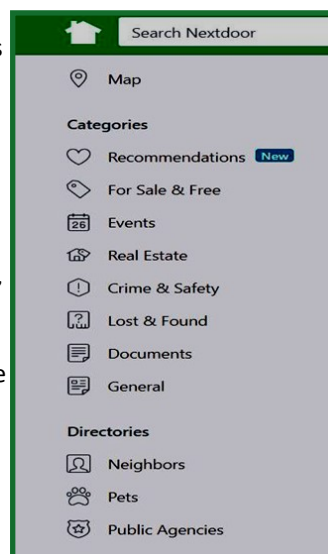 Search Nextdoor
Map
Categories
Recommendations New
For Sale & Free
26 Events
Real Estate
Crime & Safety
Lost & Found
Documents
General
Directories
Neighbors
Pets
Public Agencies